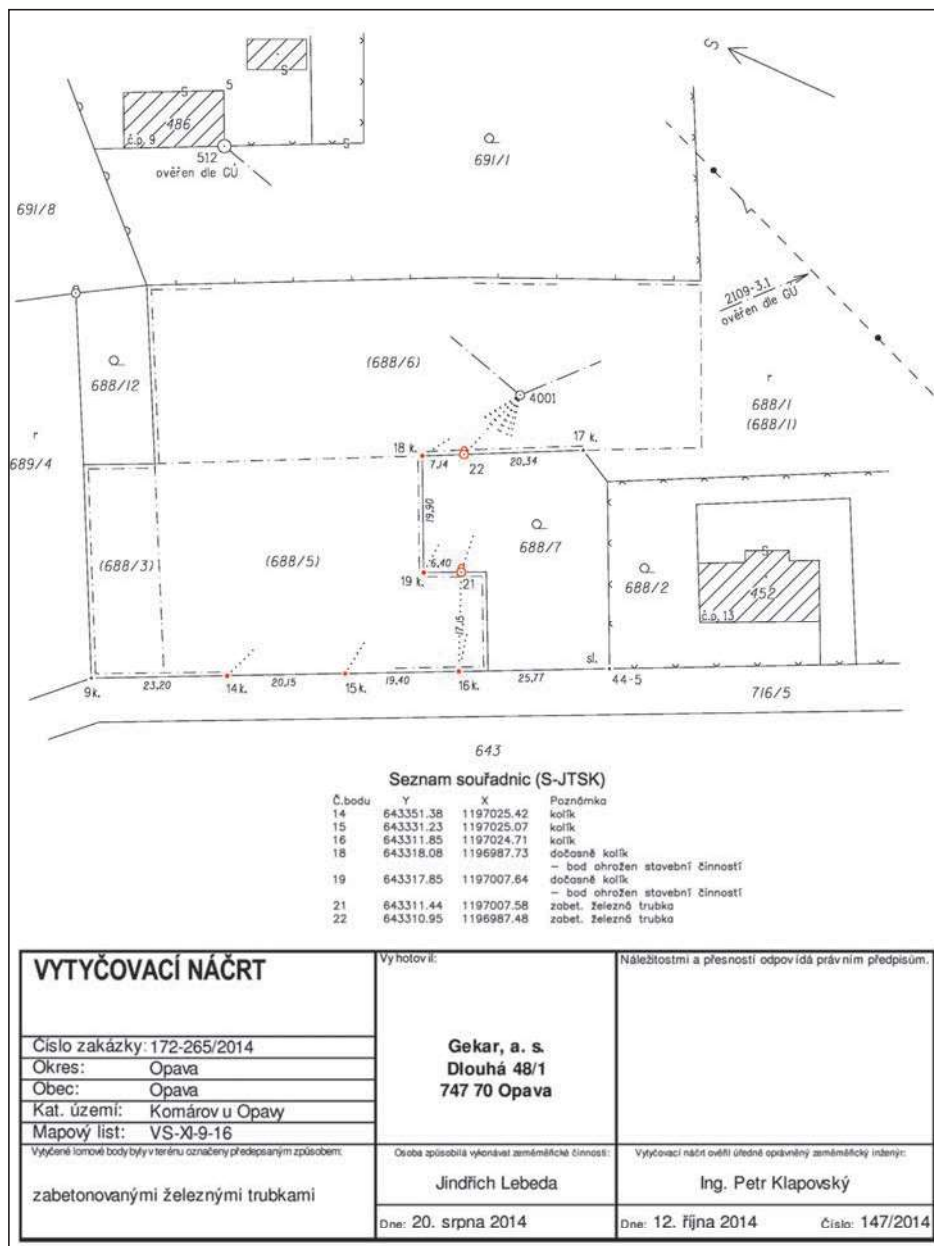 S
5
S
486
č.p. 9
S
512
ověřen dle GÚ
691/1
691/8
2109-3.1
ověřen dle GÚ
(688/6)
688/12
4001
r
688/1
(688/1)
r
689/4
18 k.
17 k.
7,14
22
20,34
19,90
(688/3)
(688/5)
688/7
6,40
19 k.
21
688/2
S
452
č.p. 13
17,15
sl.
9k.
23,20
14k.
20,15
15k.
19,40
16k.
25,77
44-5
716/5
643
Seznam souřadnic (S-JTSK)
Č.bodu Y X Poznámka
14 643351.38 1197025.42 kolík
15 643331.23 1197025.07 kolík
16 643311.85 1197024.71 kolík
18 643318.08 1196987.73 dočasně kolík
– bod ohrožen stavební činností
19 643317.85 1197007.64 dočasně kolík
– bod ohrožen stavební činností
21 643311.44 1197007.58 zabet. železná trubka
22 643310.95 1196987.48 zabet. železná trubka
VYTYČOVACÍ NÁČRT
Číslo zakázky: 172-265/2014
Okres: Opava
Obec: Opava
Kat. území: Komárov u Opavy
Mapový list: VS-XI-9-16
Vytyčené lomové body byly v terénu označeny předepsaným způsobem:
zabetonovanými železnými trubkami
Vyhotovil:
Gekar, a. s.
Dlouhá 48/1
747 70 Opava
Osoba způsobilá vykonávat zeměměřické činnosti:
Jindřich Lebeda
Dne: 20. srpna 2014
Náležitostmi a přesností odpovídá právním předpisům.
Vytyčovací náčrt ověřil úředně oprávněný zeměměřický inženýr:
Ing. Petr Klapovský
Dne: 12. října 2014 Číslo: 147/2014